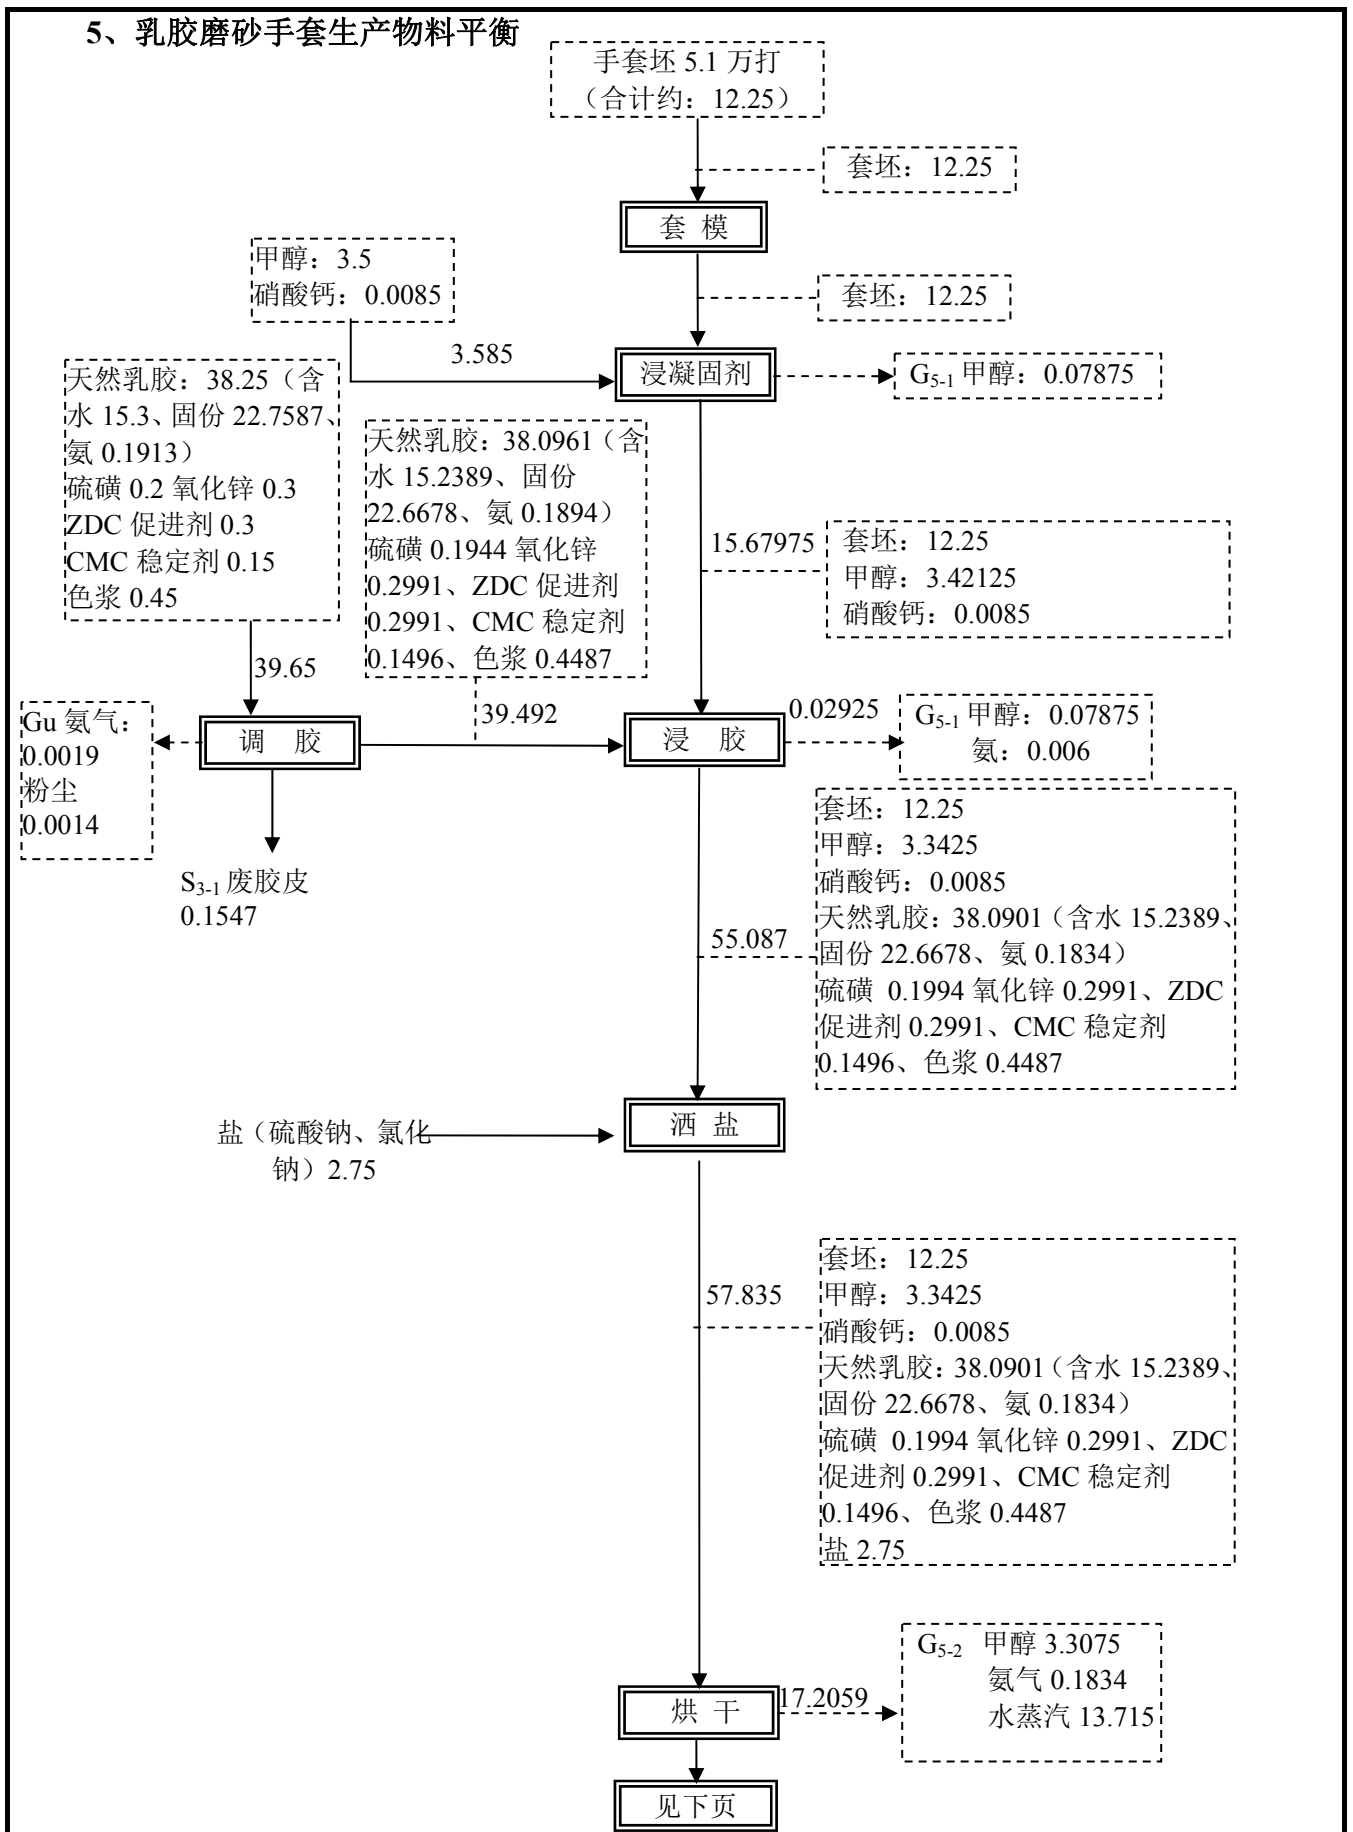 5、乳胶磨砂手套生产物料平衡
手套坯 5.1 万打
（合计约：12.25）
套坯：12.25
套 模
甲醇：3.5
硝酸钙：0.0085
套坯：12.25
3.585
浸凝固剂
G5-1 甲醇：0.07875
天然乳胶：38.25（含
水 15.3、固份 22.7587、
氨 0.1913）
硫磺 0.2 氧化锌 0.3
ZDC 促进剂 0.3
CMC 稳定剂 0.15
色浆 0.45
天然乳胶：38.0961（含
水 15.2389、固份
22.6678、氨 0.1894）
硫磺 0.1944 氧化锌
0.2991、ZDC 促进剂
0.2991、CMC 稳定剂
0.1496、色浆 0.4487
15.67975
套坯：12.25
甲醇：3.42125
硝酸钙：0.0085
39.65
Gu 氨气：
0.0019
粉尘
0.0014
调 胶
39.492
浸 胶
0.02925
G5-1 甲醇：0.07875
氨：0.006
S3-1 废胶皮
0.1547
55.087
套坯：12.25
甲醇：3.3425
硝酸钙：0.0085
天然乳胶：38.0901（含水 15.2389、
固份 22.6678、氨 0.1834）
硫磺 0.1994 氧化锌 0.2991、ZDC
促进剂 0.2991、CMC 稳定剂
0.1496、色浆 0.4487
盐（硫酸钠、氯化
钠）2.75
洒 盐
57.835
套坯：12.25
甲醇：3.3425
硝酸钙：0.0085
天然乳胶：38.0901（含水 15.2389、
固份 22.6678、氨 0.1834）
硫磺 0.1994 氧化锌 0.2991、ZDC
促进剂 0.2991、CMC 稳定剂
0.1496、色浆 0.4487
盐 2.75
烘 干
17.2059
G5-2 甲醇 3.3075
氨气 0.1834
水蒸汽 13.715
见下页